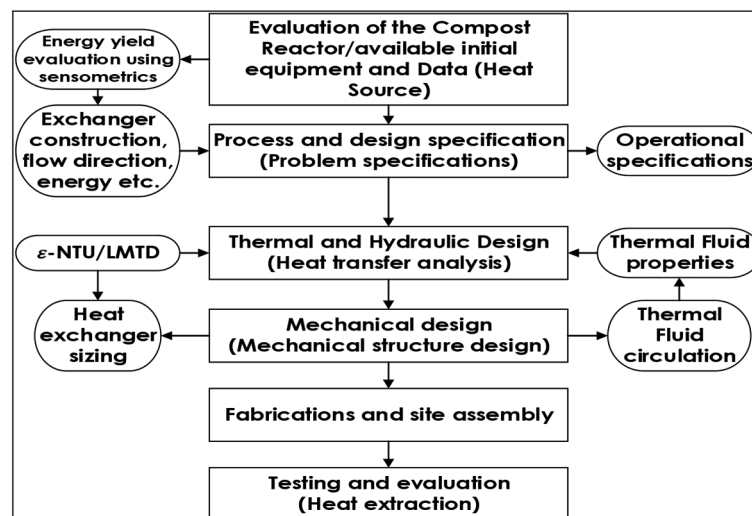 Energy yield
evaluation using
sensometrics
Evaluation of the Compost
Reactor/available initial
equipment and Data (Heat
Source)
Exchanger
construction,
flow direction,
energy etc.
Process and design specification
(Problem specifications)
Operational
specifications
ε-NTU/LMTD
Thermal and Hydraulic Design
(Heat transfer analysis)
Thermal Fluid
properties
Heat
exchanger
sizing
Mechanical design
(Mechanical structure design)
Thermal
Fluid
circulation
Fabrications and site assembly
Testing and evaluation
(Heat extraction)